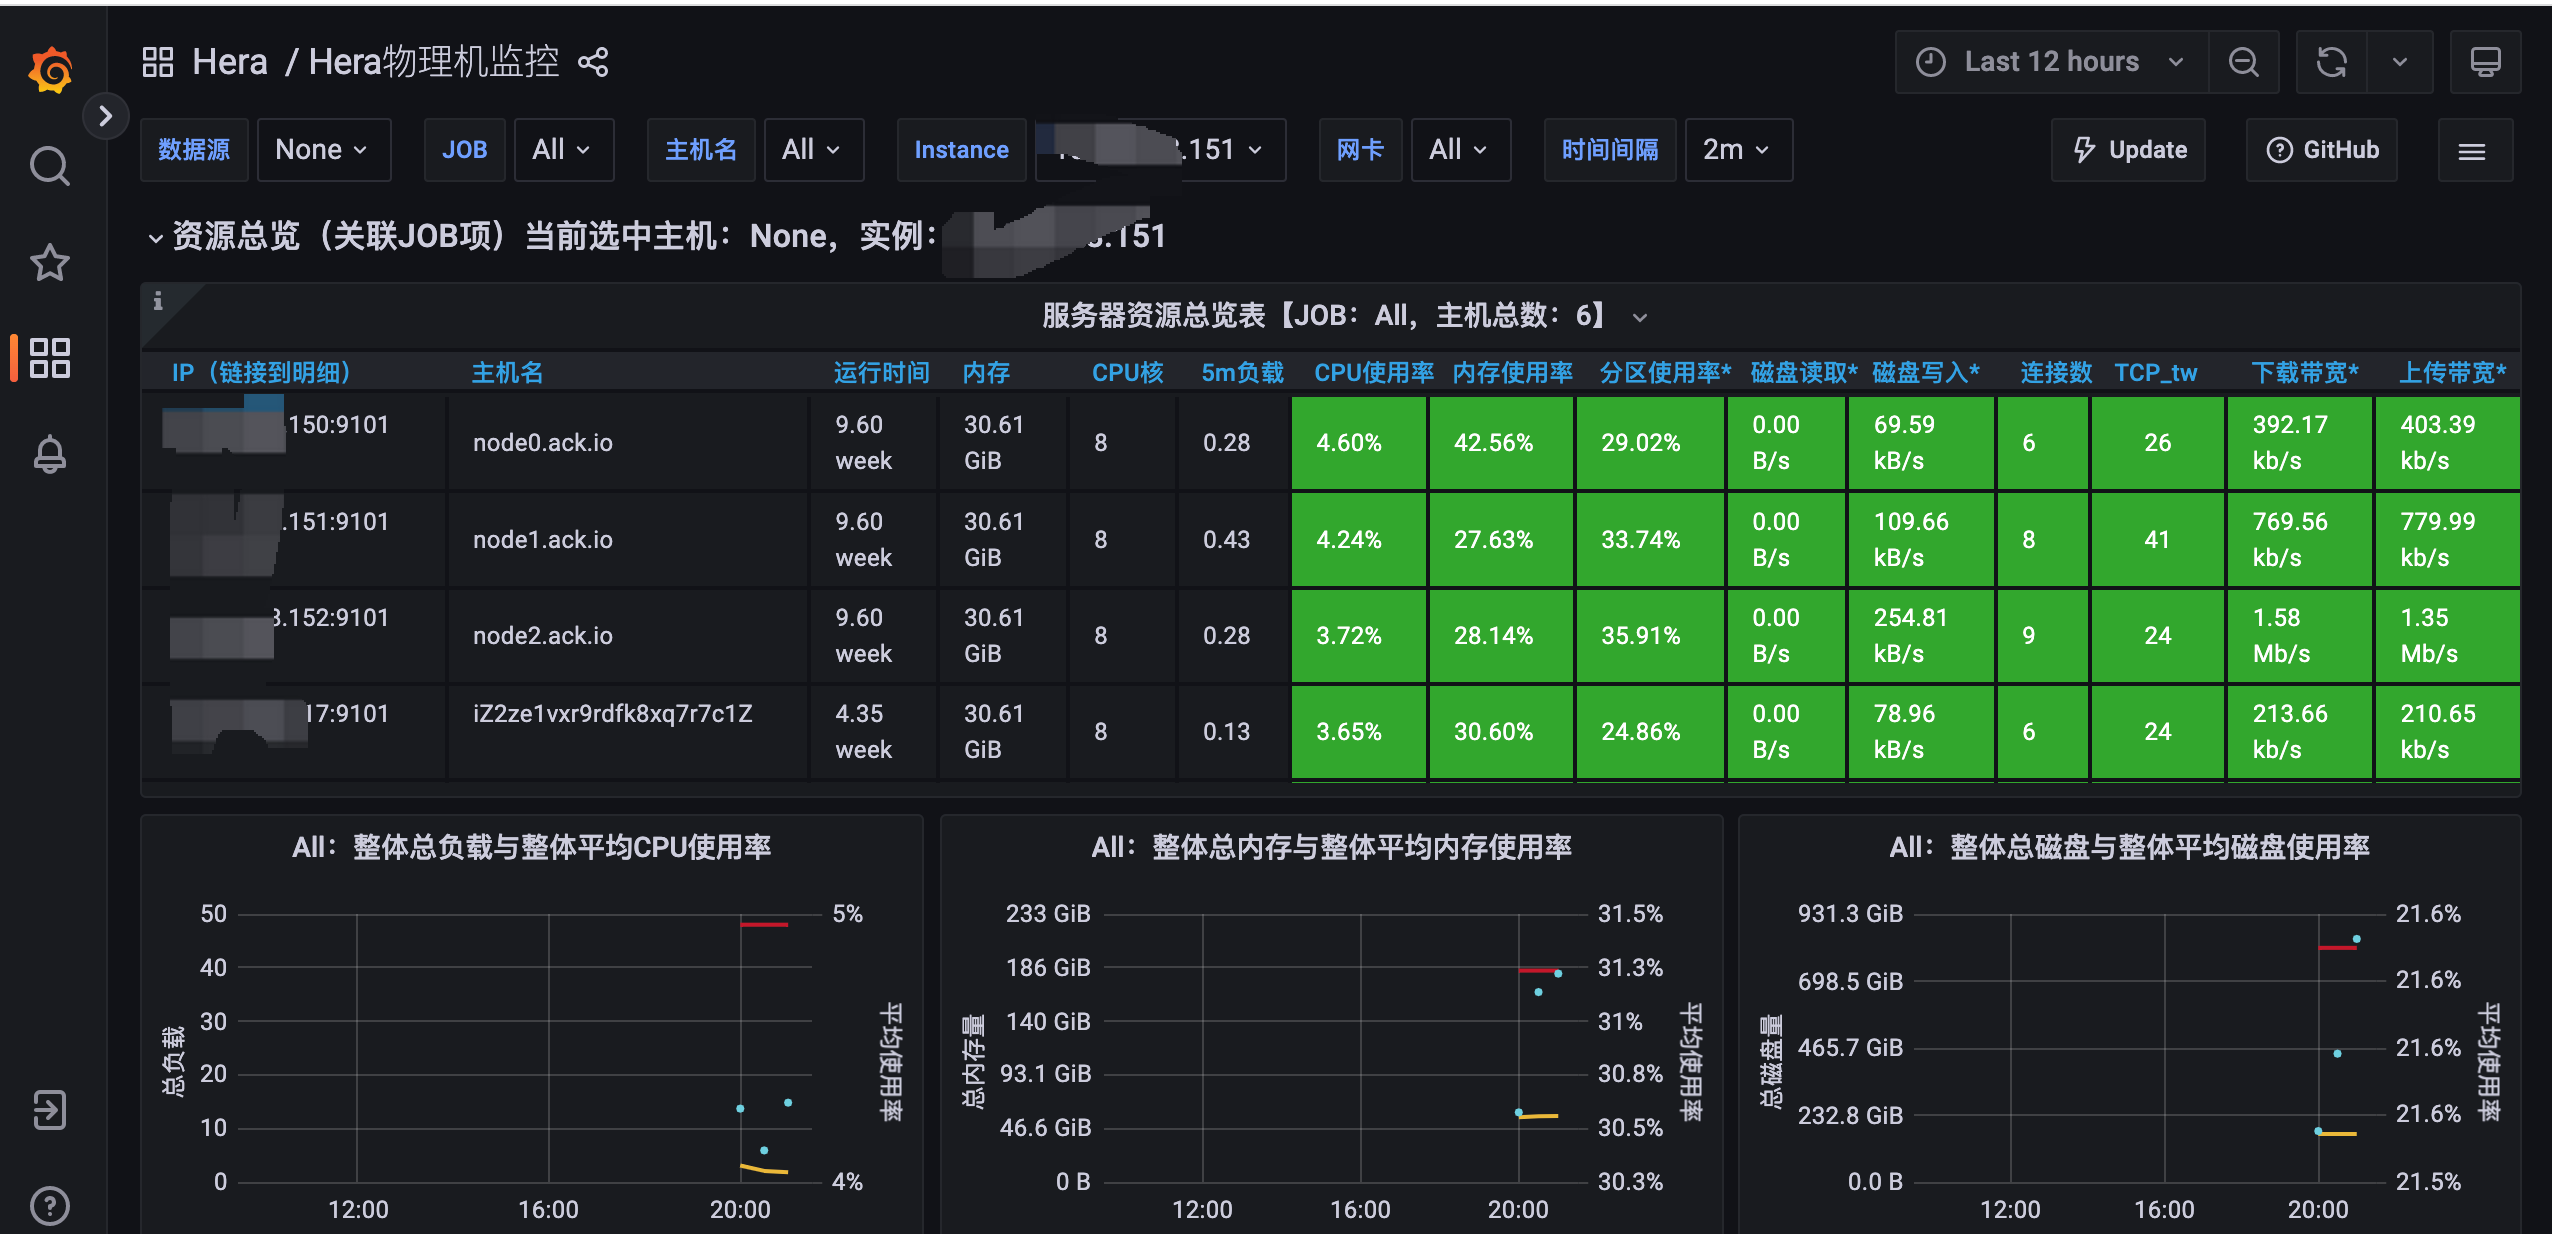 Hera / Hera物理机监控
Last 12 hours
数据源 None JOB All 主机名 All Instance .151 网卡 All 时间间隔 2m Update GitHub
资源总览（关联JOB项）当前选中主机：None，实例： .151
服务器资源总览表【JOB：All，主机总数：6】
IP（链接到明细） 主机名 运行时间 内存 CPU核 5m负载 CPU使用率 内存使用率 分区使用率* 磁盘读取* 磁盘写入* 连接数 TCP_tw 下载带宽* 上传带宽*
150:9101 node0.ack.io 9.60 week 30.61 GiB 8 0.28 4.60% 42.56% 29.02% 0.00 B/s 69.59 kB/s 6 26 392.17 kb/s 403.39 kb/s
.151:9101 node1.ack.io 9.60 week 30.61 GiB 8 0.43 4.24% 27.63% 33.74% 0.00 B/s 109.66 kB/s 8 41 769.56 kb/s 779.99 kb/s
3.152:9101 node2.ack.io 9.60 week 30.61 GiB 8 0.28 3.72% 28.14% 35.91% 0.00 B/s 254.81 kB/s 9 24 1.58 Mb/s 1.35 Mb/s
17:9101 iZ2ze1vxr9rdfk8xq7r7c1Z 4.35 week 30.61 GiB 8 0.13 3.65% 30.60% 24.86% 0.00 B/s 78.96 kB/s 6 24 213.66 kb/s 210.65 kb/s
All：整体总负载与整体平均CPU使用率
50 5%
40
30
20
10
0 4%
总负载
平均使用率
12:00 16:00 20:00
All：整体总内存与整体平均内存使用率
233 GiB 31.5%
186 GiB 31.3%
140 GiB 31%
93.1 GiB 30.8%
46.6 GiB 30.5%
0 B 30.3%
总内存量
平均使用率
12:00 16:00 20:00
All：整体总磁盘与整体平均磁盘使用率
931.3 GiB 21.6%
698.5 GiB 21.6%
465.7 GiB 21.6%
232.8 GiB 21.6%
0.0 B 21.5%
总磁盘量
平均使用率
12:00 16:00 20:00